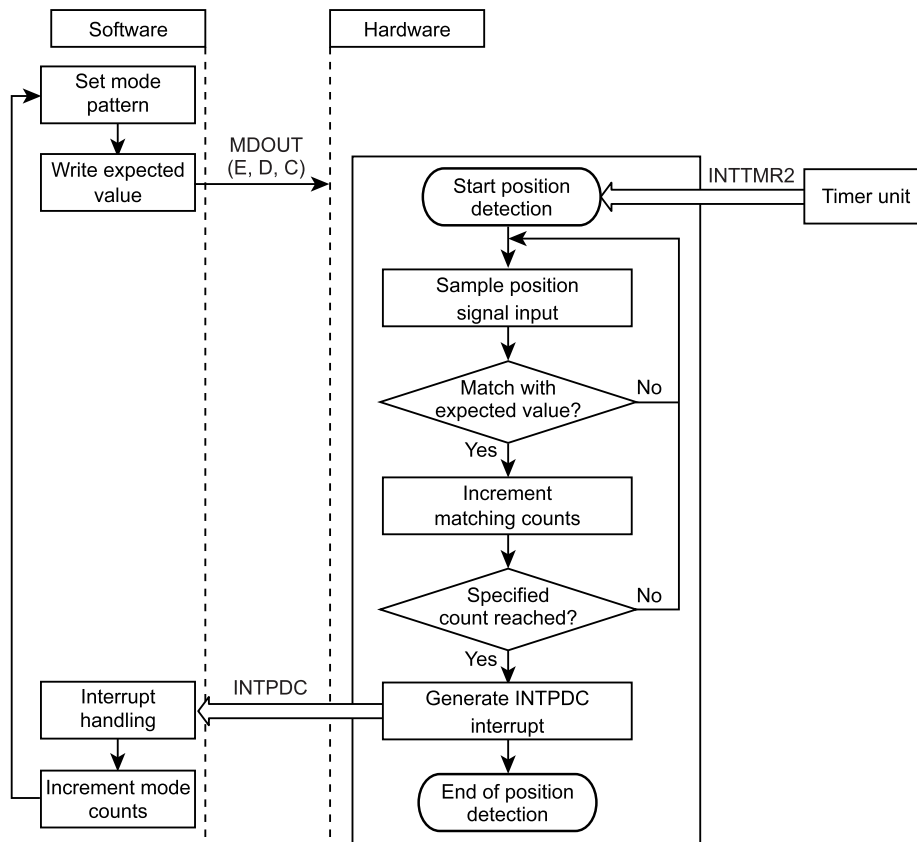 Software
Hardware
Set mode
pattern
Write expected
value
MDOUT
(E, D, C)
Start position
detection
INTTMR2
Timer unit
Sample position
signal input
Match with
expected value?
No
Yes
Increment
matching counts
Specified
count reached?
No
Yes
Generate INTPDC
interrupt
INTPDC
Interrupt
handling
Increment mode
counts
End of position
detection